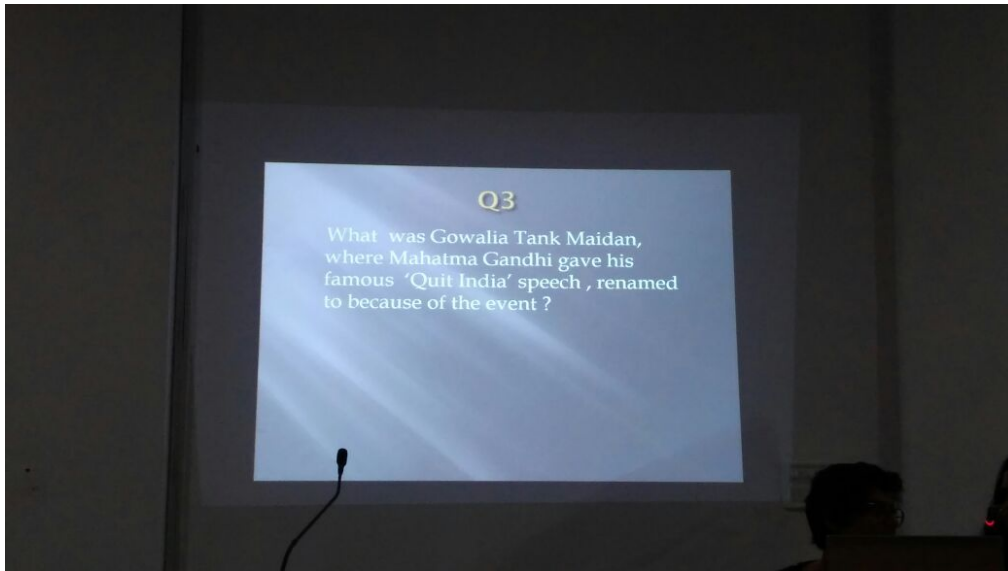 Q3
What was Gowalia Tank Maidan,
where Mahatma Gandhi gave his
famous ‘Quit India’ speech , renamed
to because of the event ?